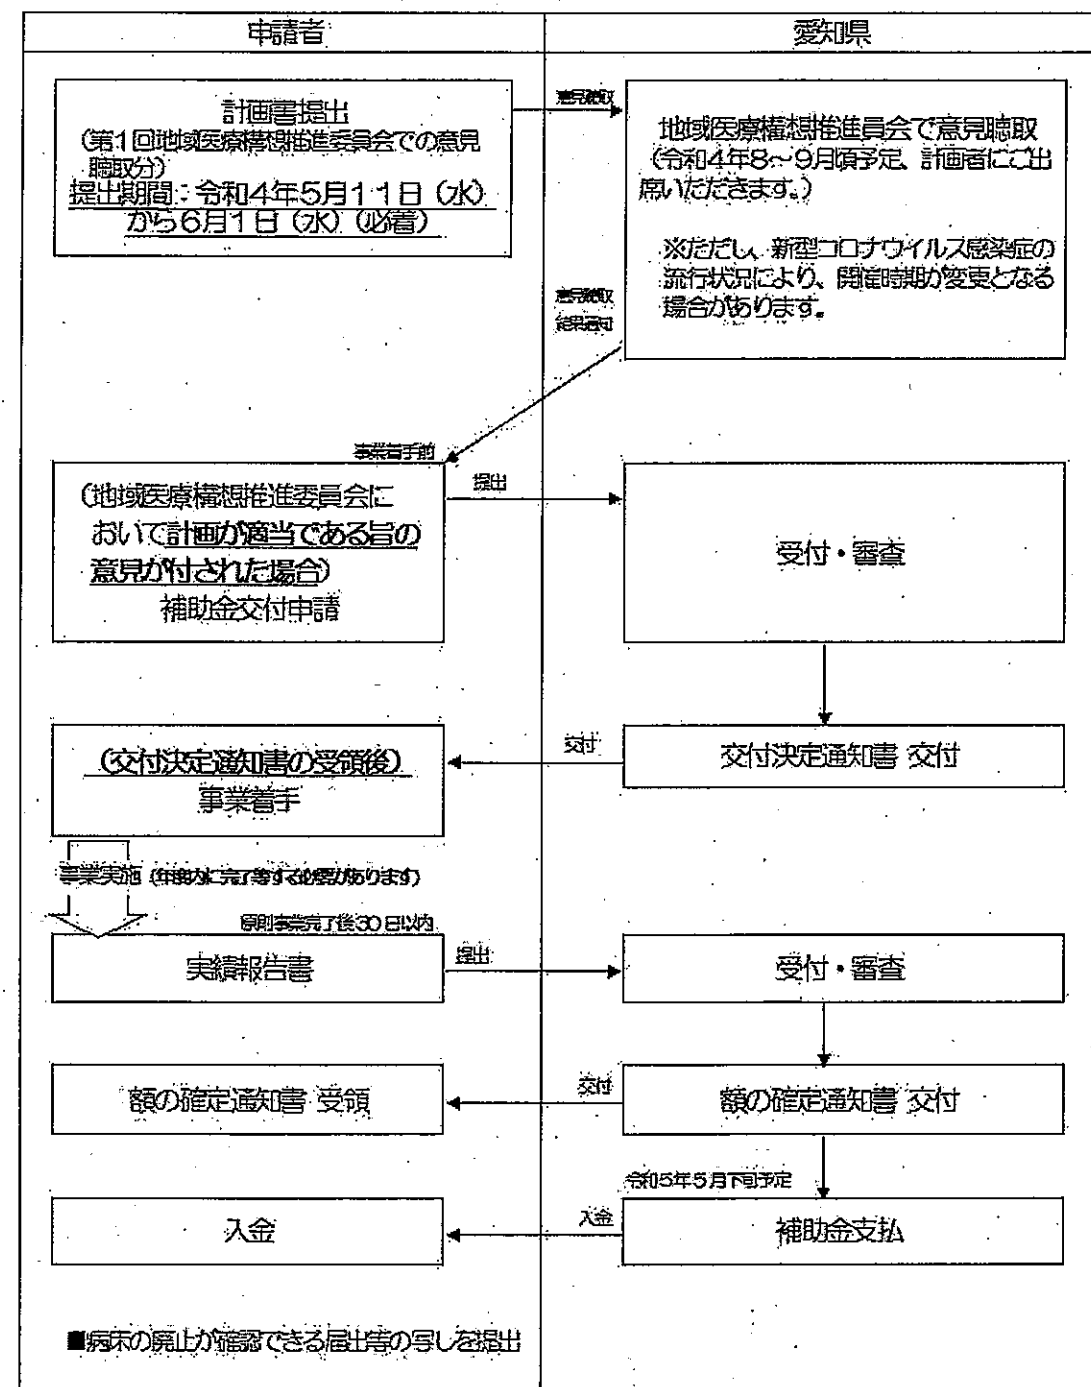 申請者
愛知県
計画書提出
(第1回地域医療構想推進委員会での意見
聴取分)
提出期間：令和4年5月11日（水）
から6月1日（水）（必着）
意見聴取
地域医療構想推進員会で意見聴取
(令和4年8～9月頃予定、計画者にご出
席いただきます。)
※ただし、新型コロナウイルス感染症の
流行状況により、開催時期が変更となる
場合があります。
意見聴取
結果通知
事業着手前
(地域医療構想推進委員会に
おいて計画が適当である旨の
意見が付された場合)
補助金交付申請
提出
受付・審査
(交付決定通知書の受領後)
事業着手
交付
交付決定通知書 交付
事業実施（年度内に完了等する必要があります）
原則事業完了後30日以内
実績報告書
提出
受付・審査
額の確定通知書 受領
交付
額の確定通知書 交付
令和5年5月下旬予定
入金
入金
補助金支払
■病床の廃止が確認できる届出等の写しを提出